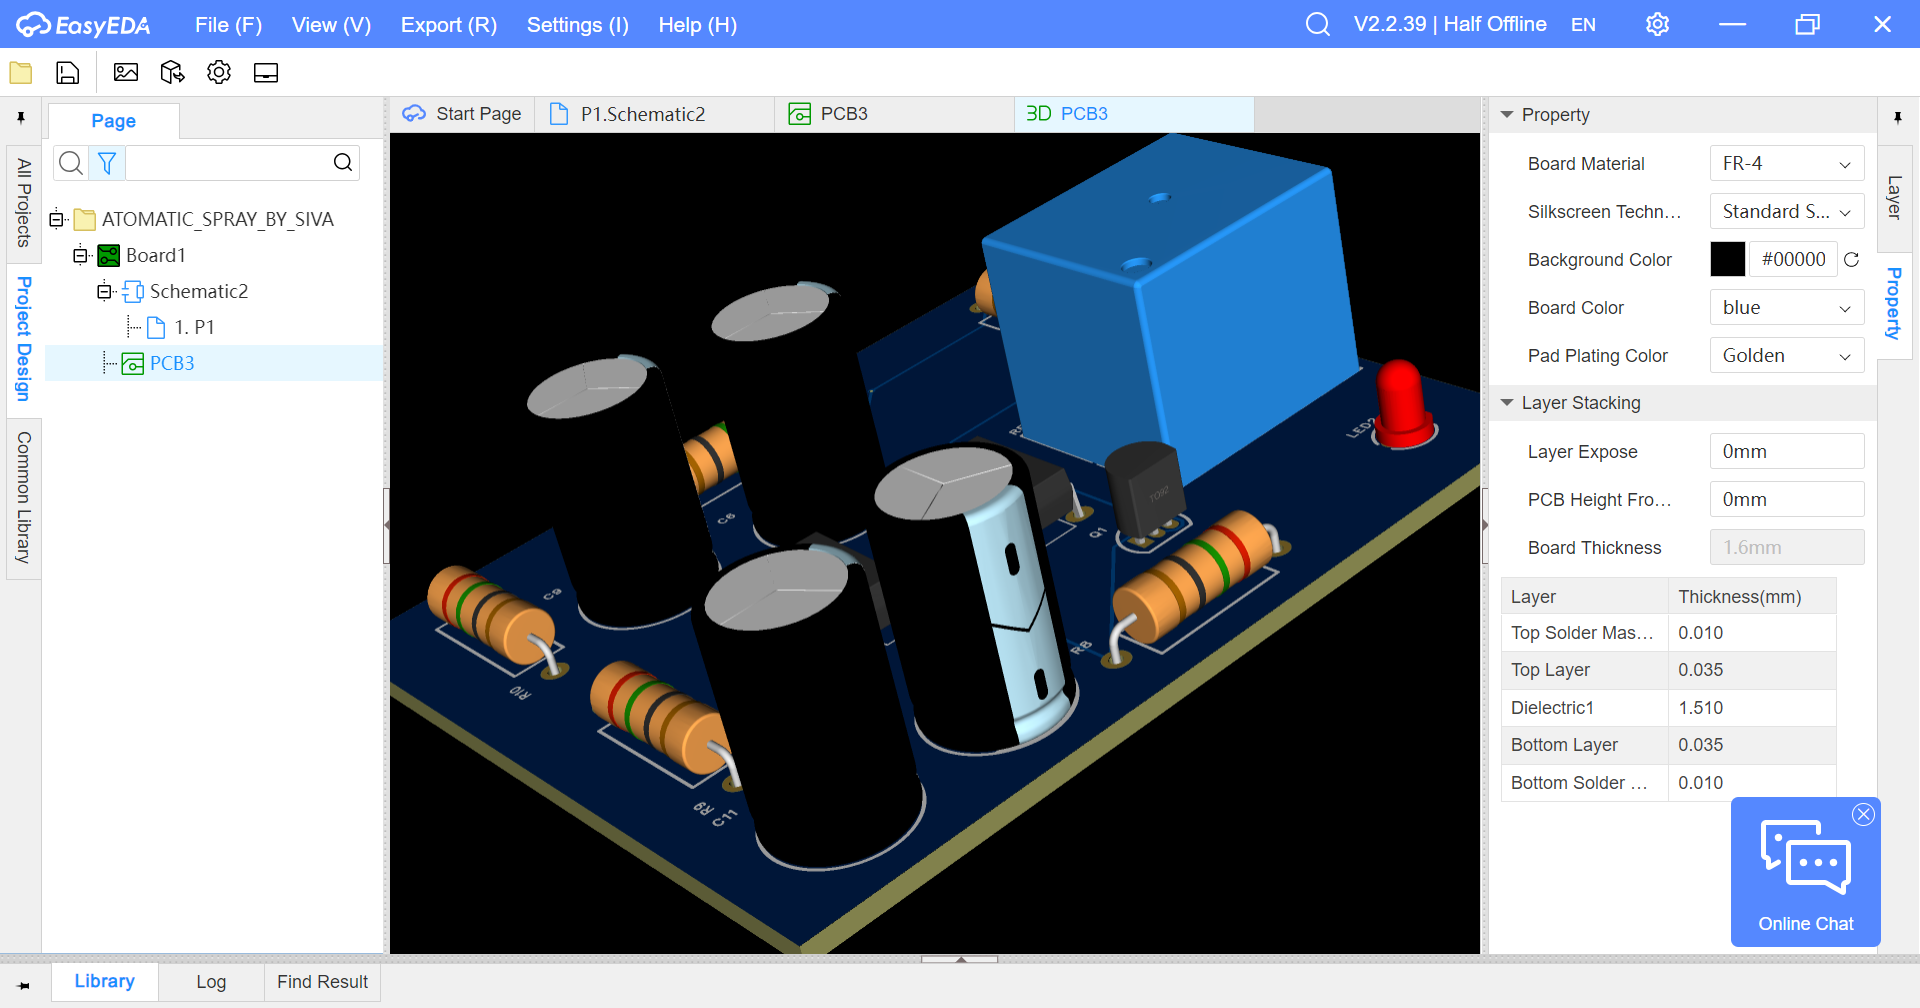 EasyEDA File (F) View (V) Export (R) Settings (I) Help (H) V2.2.39 | Half Offline EN
Page
Start Page P1.Schematic2 PCB3 3D PCB3
All Projects
Project Design
Common Library
ATOMATIC_SPRAY_BY_SIVA
Board1
Schematic2
1. P1
PCB3
C6
Q1
TO92
LED2
C9
R8
R10
R9
C11
Property
Board Material FR-4
Silkscreen Techn... Standard S...
Background Color #00000
Board Color blue
Pad Plating Color Golden
Layer Stacking
Layer Expose 0mm
PCB Height Fro... 0mm
Board Thickness 1.6mm
Layer Thickness(mm)
Top Solder Mas... 0.010
Top Layer 0.035
Dielectric1 1.510
Bottom Layer 0.035
Bottom Solder ... 0.010
Layer
Property
Online Chat
Library Log Find Result